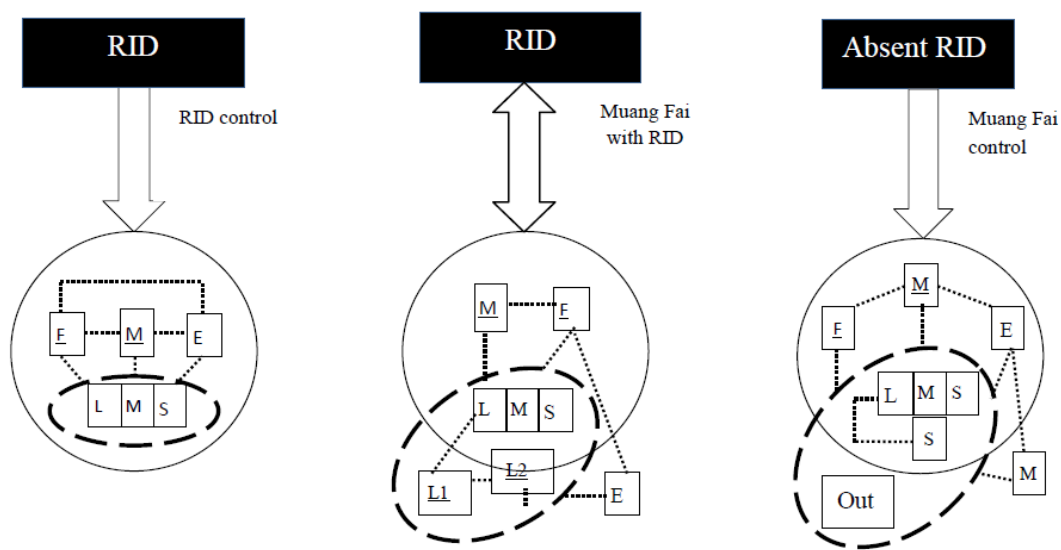 RID
RID control
F
M
E
L M S
RID
Muang Fai
with RID
M
F
L M S
L1
L2
E
Absent RID
Muang Fai
control
M
F
E
L M S
S
M
Out